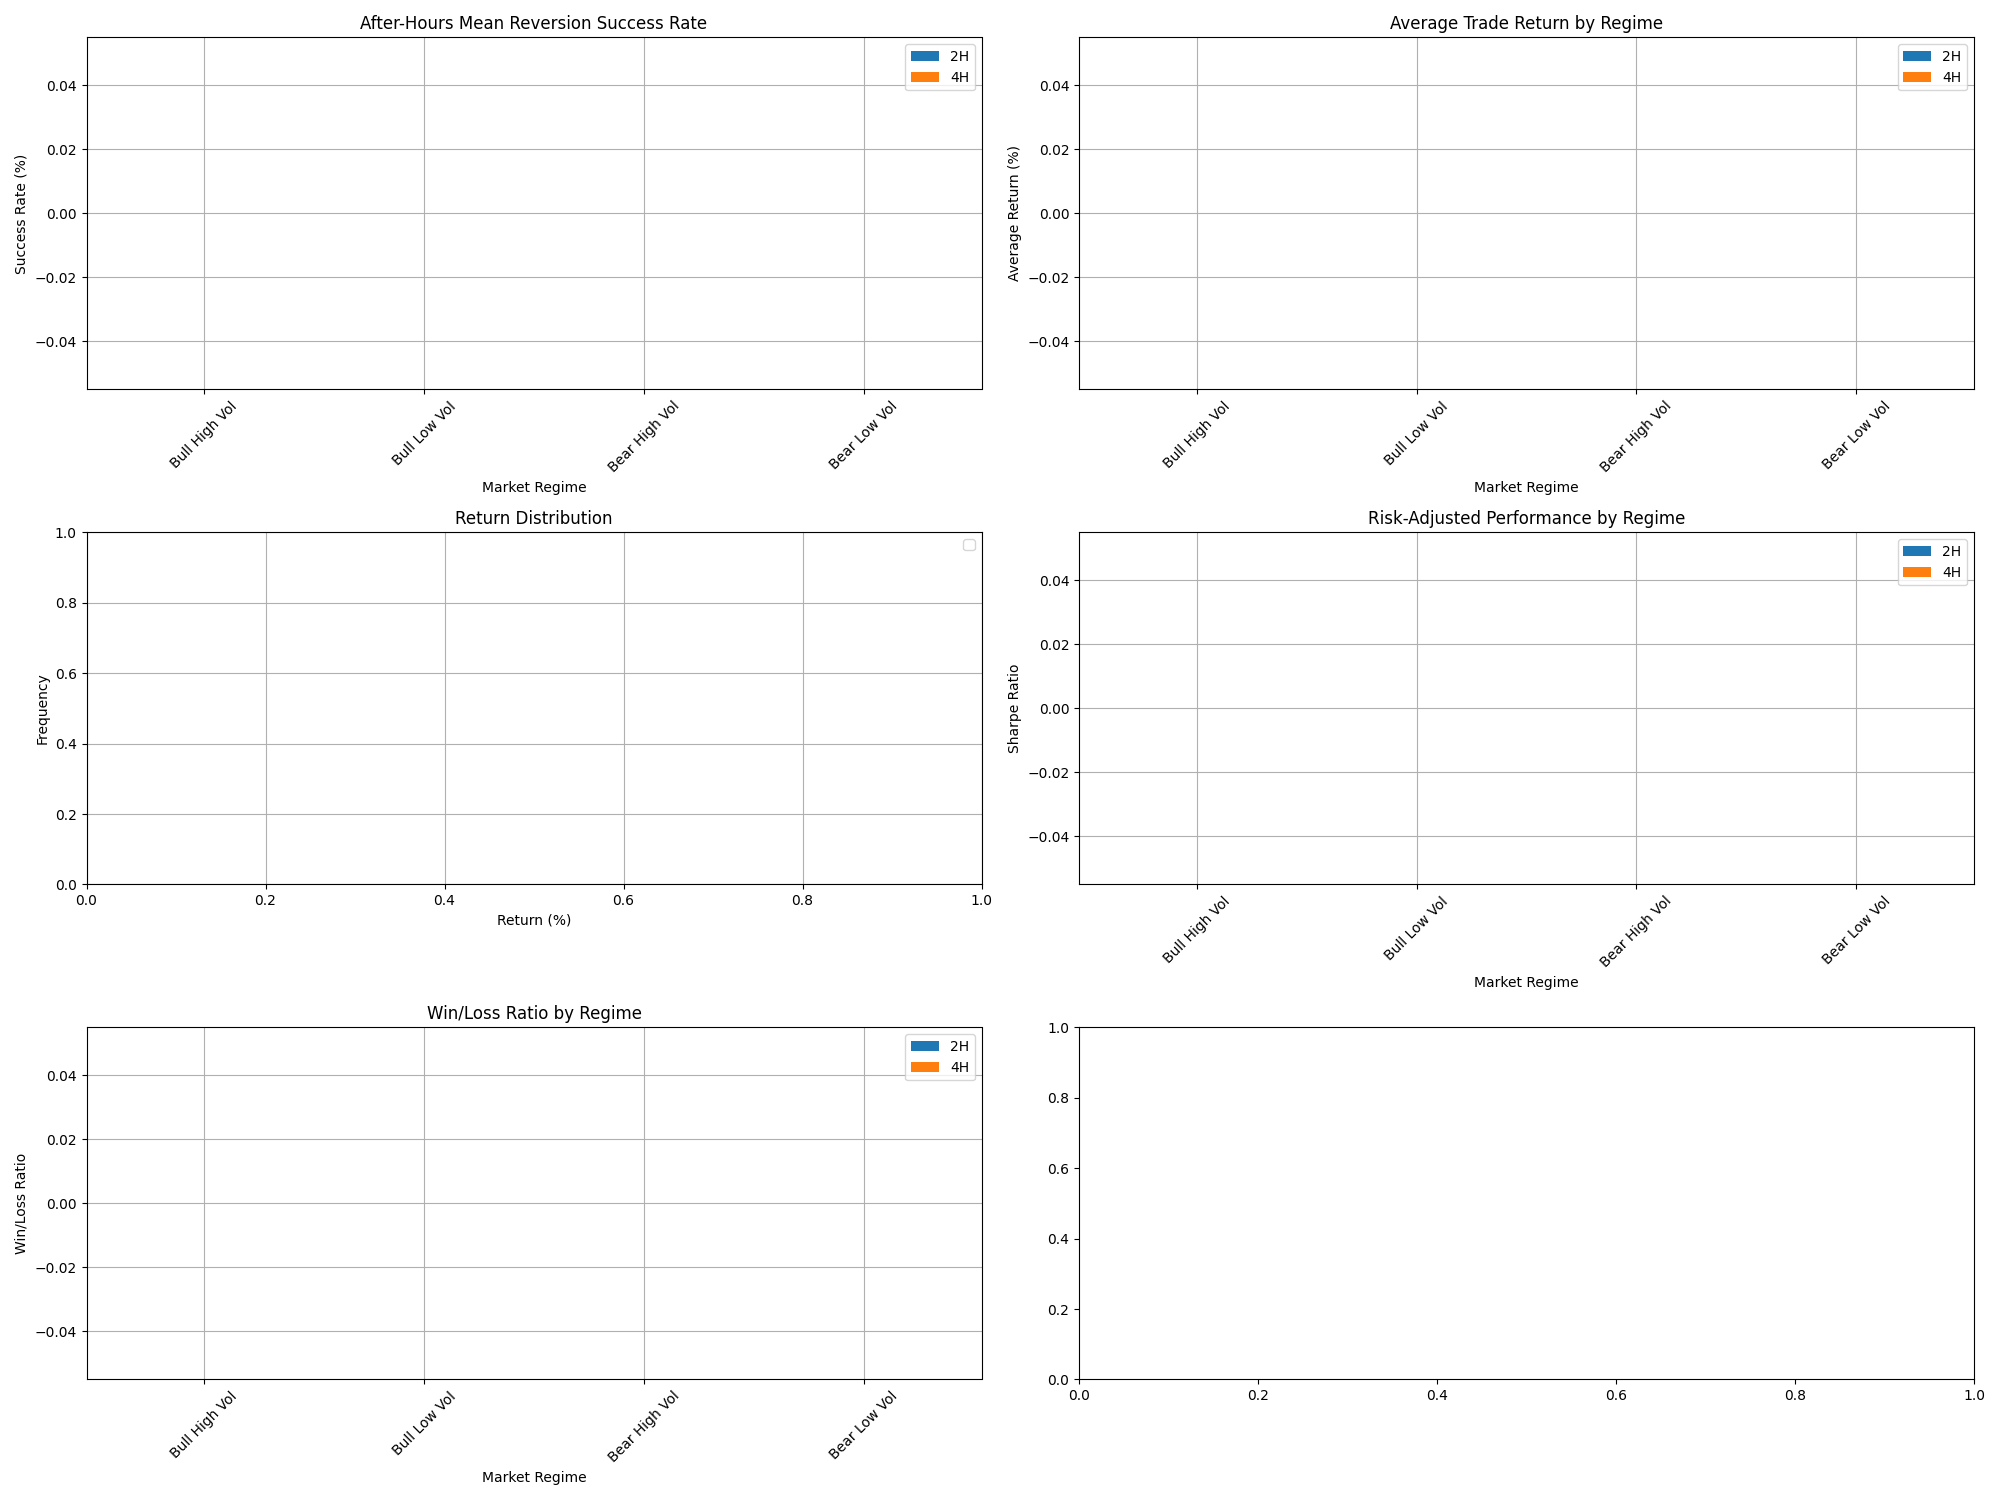 After-Hours Mean Reversion Success Rate
2H
4H
0.04
0.02
0.00
−0.02
−0.04
Success Rate (%)
Bull High Vol
Bull Low Vol
Bear High Vol
Bear Low Vol
Market Regime
Average Trade Return by Regime
2H
4H
0.04
0.02
0.00
−0.02
−0.04
Average Return (%)
Bull High Vol
Bull Low Vol
Bear High Vol
Bear Low Vol
Market Regime
Return Distribution
1.0
0.8
0.6
0.4
0.2
0.0
Frequency
0.0 0.2 0.4 0.6 0.8 1.0
Return (%)
Risk-Adjusted Performance by Regime
2H
4H
0.04
0.02
0.00
−0.02
−0.04
Sharpe Ratio
Bull High Vol
Bull Low Vol
Bear High Vol
Bear Low Vol
Market Regime
Win/Loss Ratio by Regime
2H
4H
0.04
0.02
0.00
−0.02
−0.04
Win/Loss Ratio
Bull High Vol
Bull Low Vol
Bear High Vol
Bear Low Vol
Market Regime
1.0
0.8
0.6
0.4
0.2
0.0
0.0 0.2 0.4 0.6 0.8 1.0